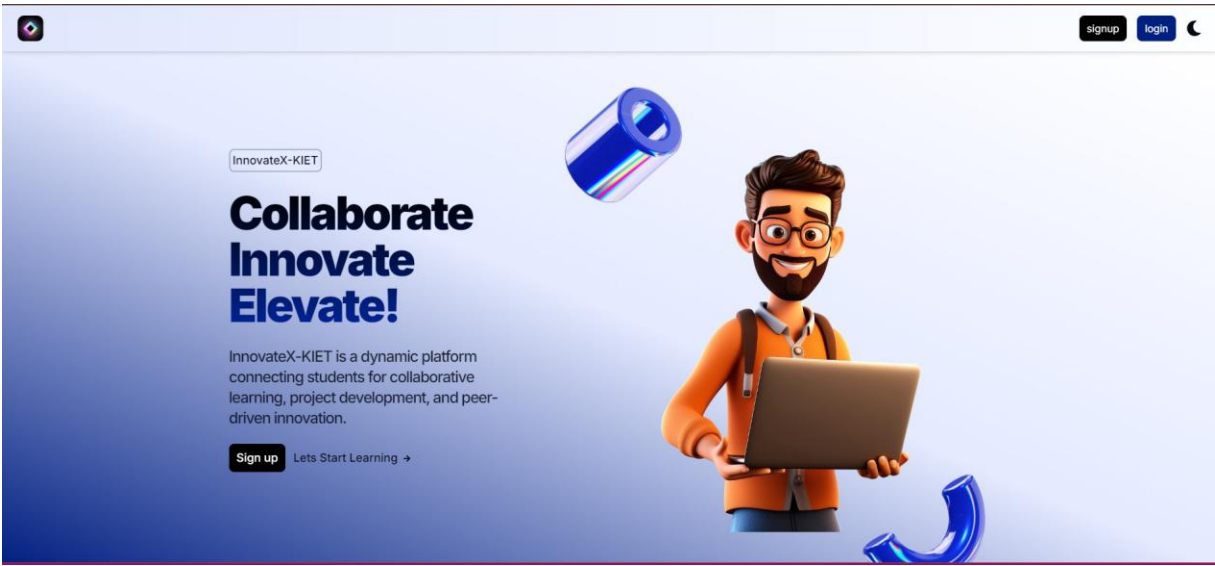 signup login
InnovateX-KIET
Collaborate
Innovate
Elevate!
InnovateX-KIET is a dynamic platform
connecting students for collaborative
learning, project development, and peer-
driven innovation.
Sign up Lets Start Learning →